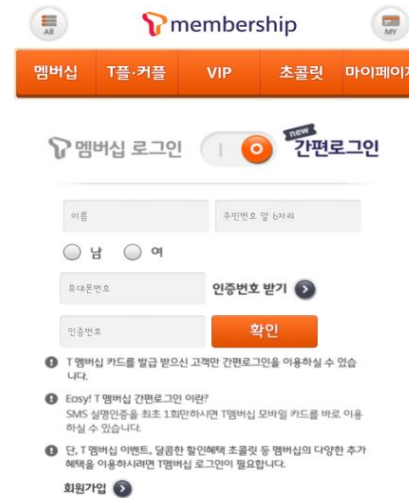 All
T membership
MY
멤버십 T플·커플 VIP 초콜릿 마이페이지
T 멤버십 로그인 new 간편로그인
이름 주민번호 앞 6자리
남 여
휴대폰번호 인증번호 받기
인증번호 확인
T 멤버십 카드를 발급 받으신 고객만 간편로그인을 이용하실 수 있습
니다.
Easy! T 멤버십 간편로그인 이란?
SMS 실명인증을 최초 1회만하시면 T멤버십 모바일 카드를 바로 이용
하실 수 있습니다.
단, T 멤버십 이벤트, 달콤한 할인혜택 초콜릿 등 멤버십의 다양한 추가
혜택을 이용하시려면 T멤버십 로그인이 필요합니다.
회원가입